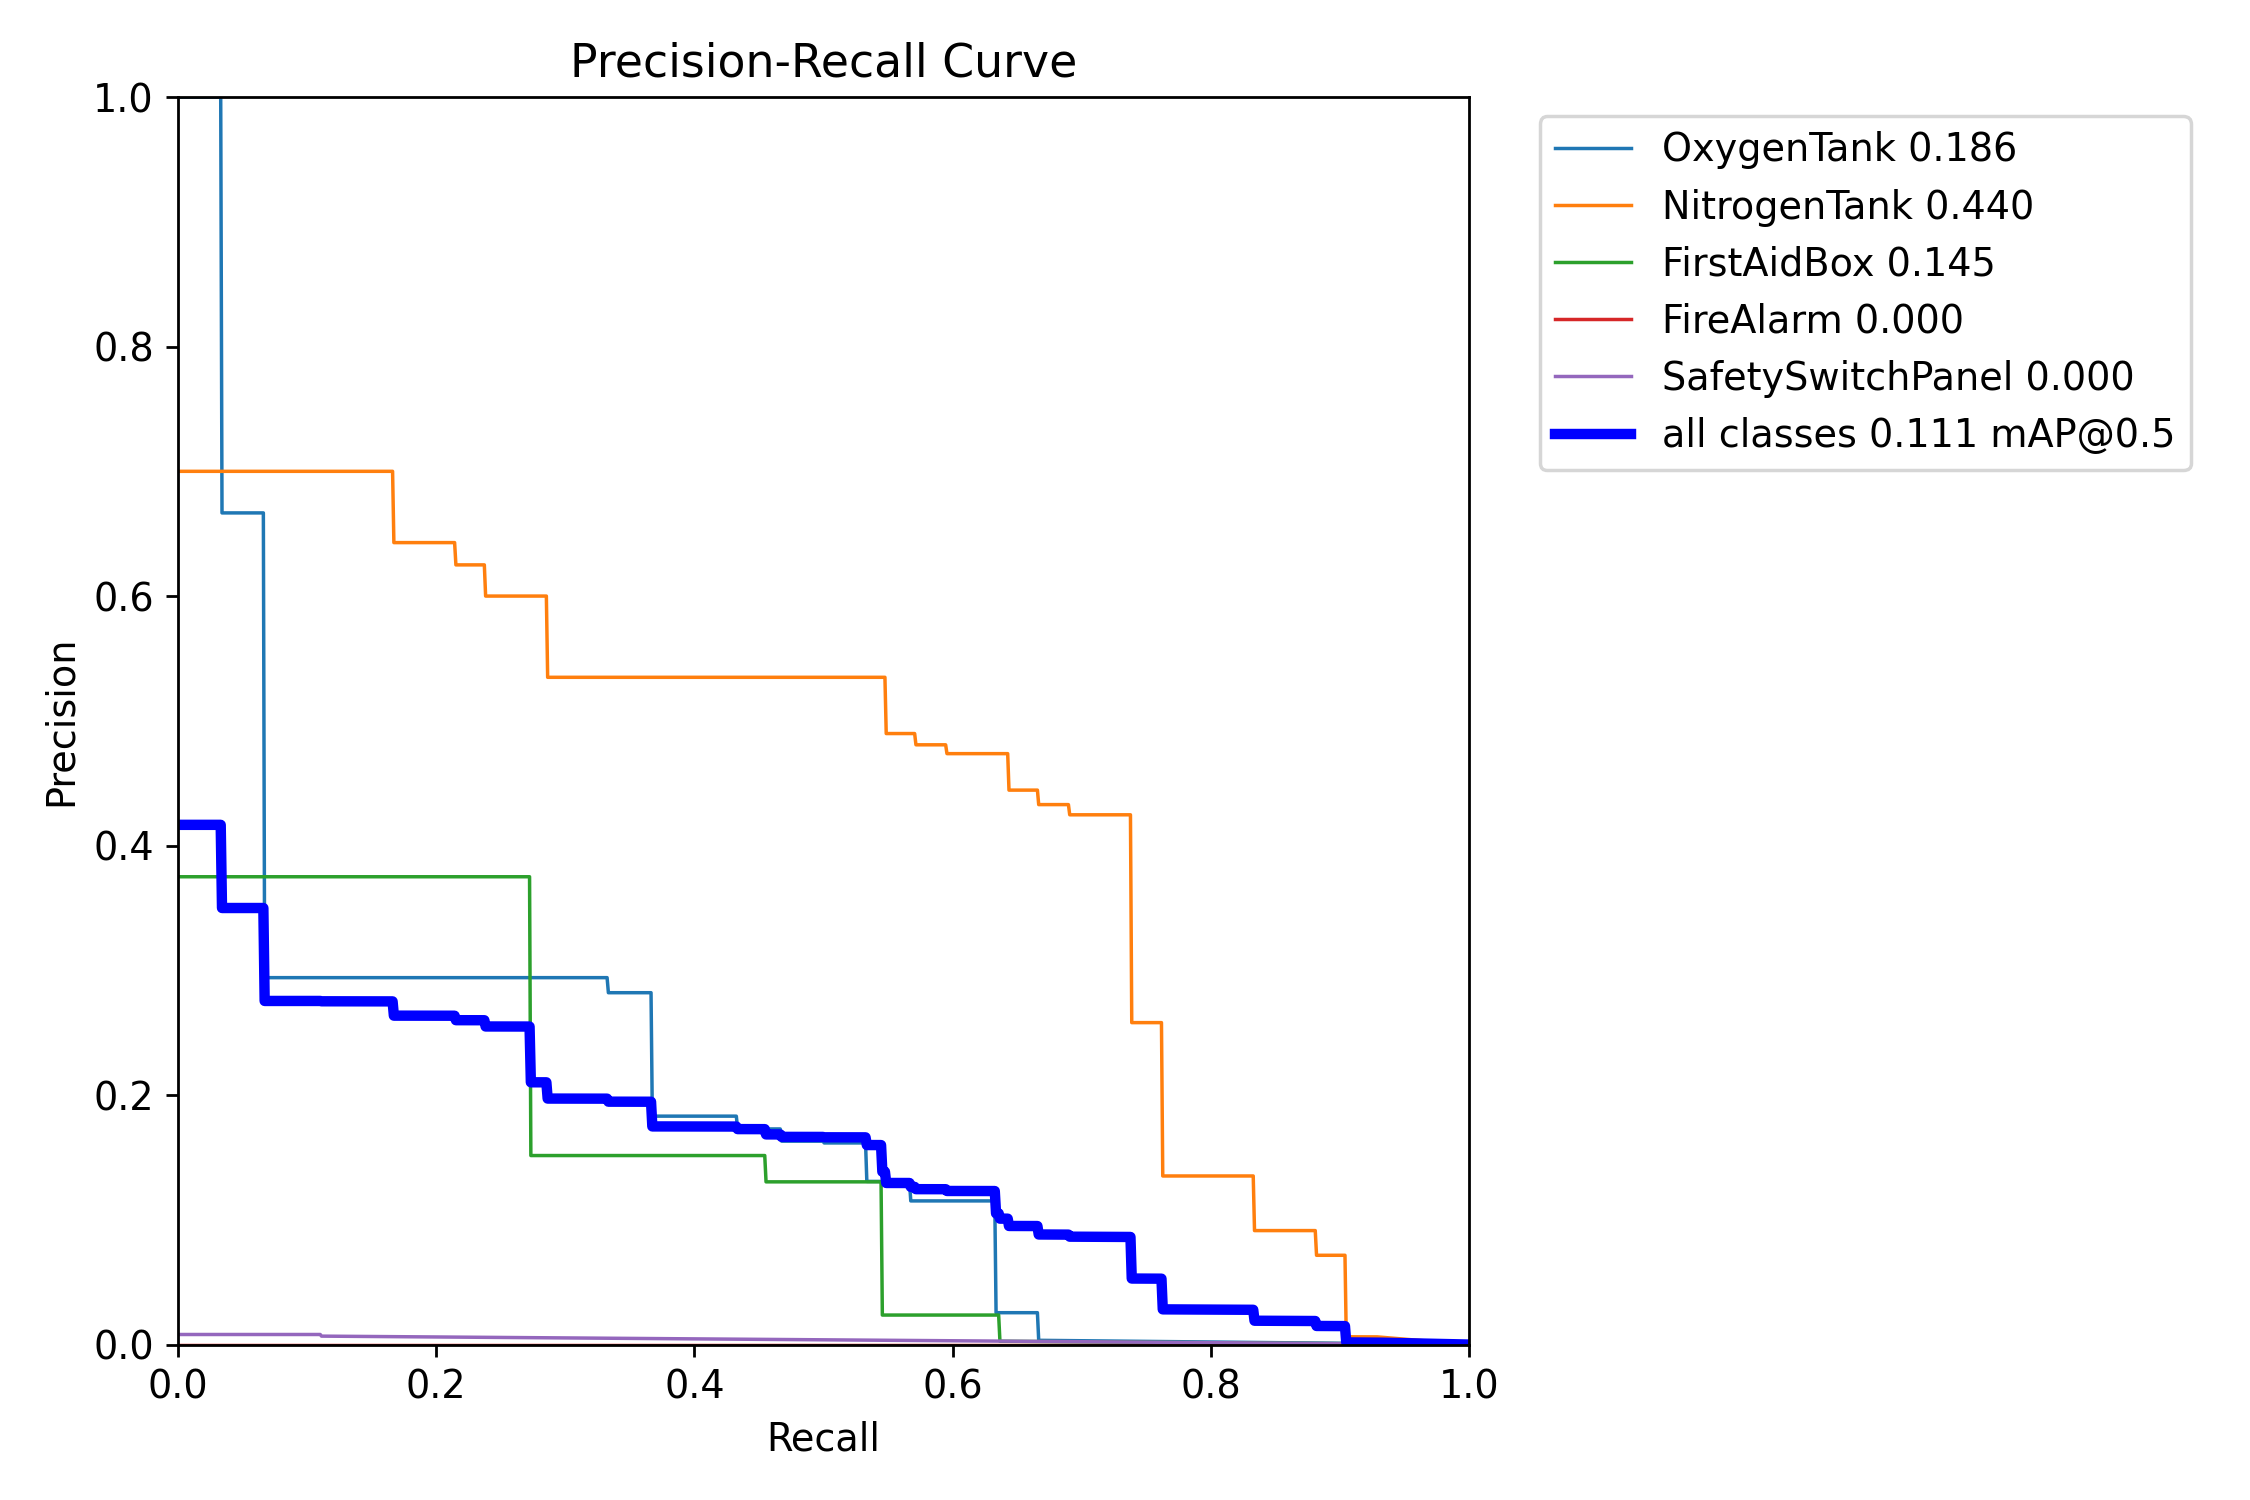 Precision-Recall Curve
1.0
0.8
0.6
0.4
0.2
0.0
Precision
0.0 0.2 0.4 0.6 0.8 1.0
Recall
OxygenTank 0.186
NitrogenTank 0.440
FirstAidBox 0.145
FireAlarm 0.000
SafetySwitchPanel 0.000
all classes 0.111 mAP@0.5